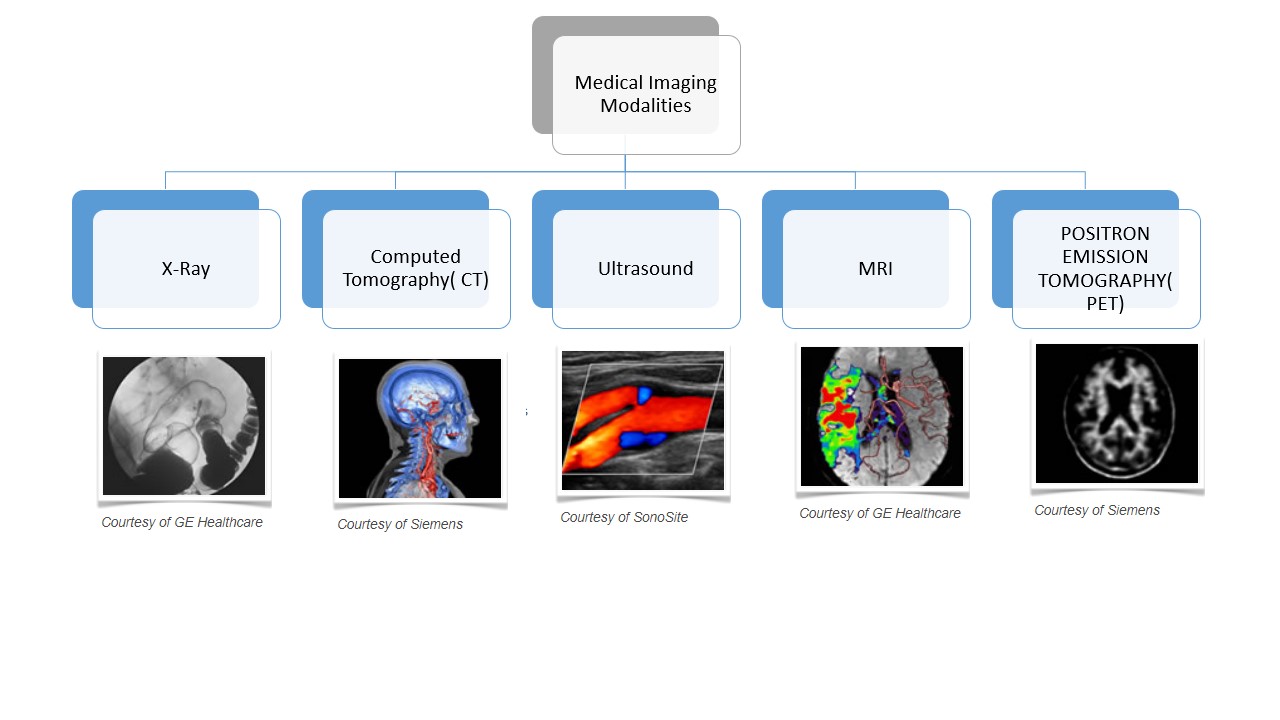 Medical Imaging
Modalities
X-Ray
Computed
Tomography( CT)
Ultrasound
MRI
POSITRON
EMISSION
TOMOGRAPHY(
PET)
Courtesy of GE Healthcare
Courtesy of Siemens
Courtesy of SonoSite
Courtesy of GE Healthcare
Courtesy of Siemens